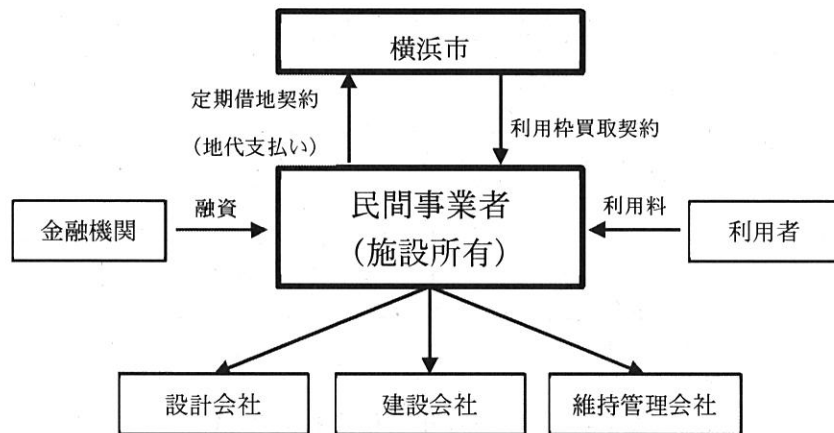 横浜市
定期借地契約
（地代支払い）
利用枠買取契約
金融機関
融資
民間事業者
（施設所有）
利用料
利用者
設計会社
建設会社
維持管理会社